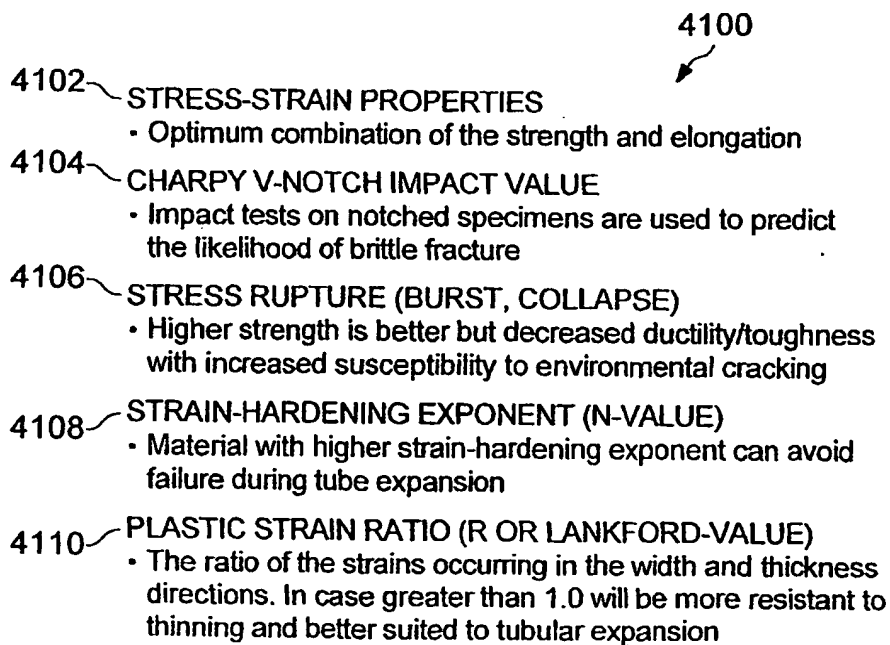 4100
4102 STRESS-STRAIN PROPERTIES
• Optimum combination of the strength and elongation
4104 CHARPY V-NOTCH IMPACT VALUE
• Impact tests on notched specimens are used to predict
the likelihood of brittle fracture
4106 STRESS RUPTURE (BURST, COLLAPSE)
• Higher strength is better but decreased ductility/toughness
with increased susceptibility to environmental cracking
4108 STRAIN-HARDENING EXPONENT (N-VALUE)
• Material with higher strain-hardening exponent can avoid
failure during tube expansion
4110 PLASTIC STRAIN RATIO (R OR LANKFORD-VALUE)
• The ratio of the strains occurring in the width and thickness
directions. In case greater than 1.0 will be more resistant to
thinning and better suited to tubular expansion